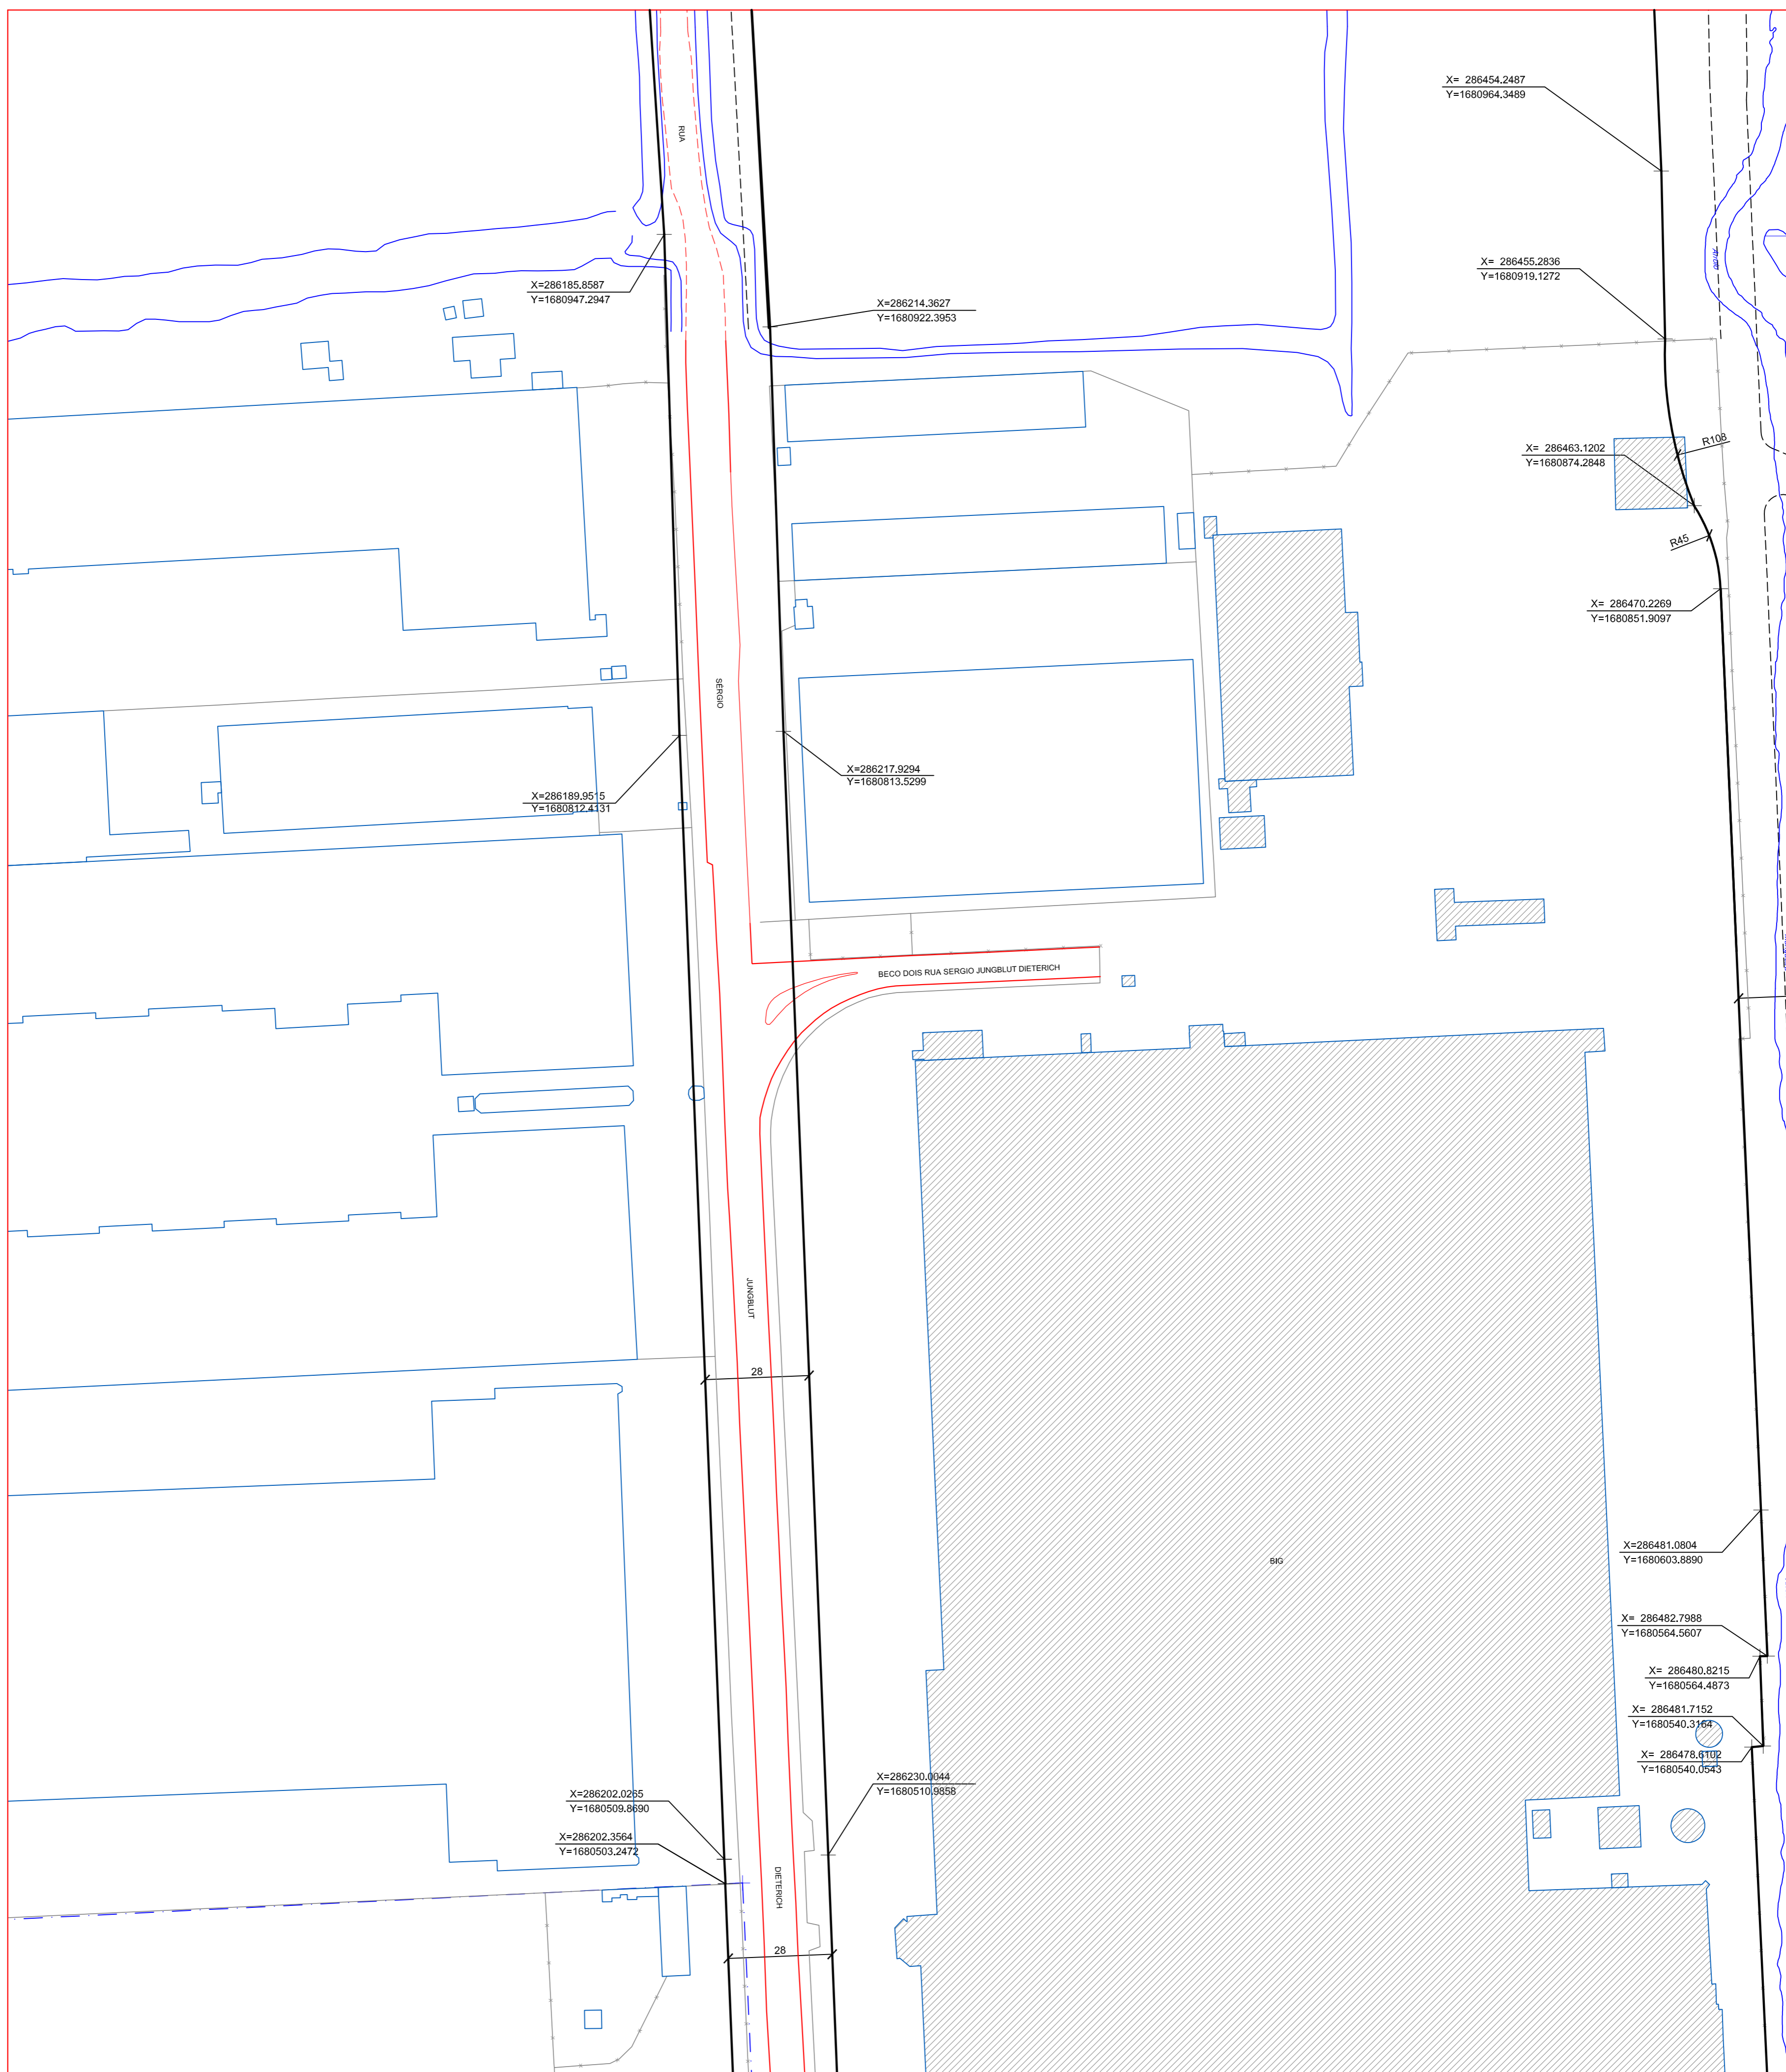 X= 286454.2487
Y=1680964.3489
RUA
X= 286455.2836
Y=1680919.1272
X=286185.8587
Y=1680947.2947
X=286214.3627
Y=1680922.3953
R108
X= 286463.1202
Y=1680874.2848
R45
X= 286470.2269
Y=1680851.9097
SÉRGIO
X=286217.9294
Y=1680813.5299
X=286189.9515
Y=1680812.4131
BECO DOIS RUA SERGIO JUNGBLUT DIETERICH
JUNGBLUT
28
X=286481.0804
Y=1680603.8890
BIG
X= 286482.7988
Y=1680564.5607
X= 286480.8215
Y=1680564.4873
X= 286481.7152
Y=1680540.3164
X= 286478.6102
Y=1680540.0543
X=286230.0044
Y=1680510.9858
X=286202.0265
Y=1680509.8690
X=286202.3564
Y=1680503.2472
DIETERICH
28